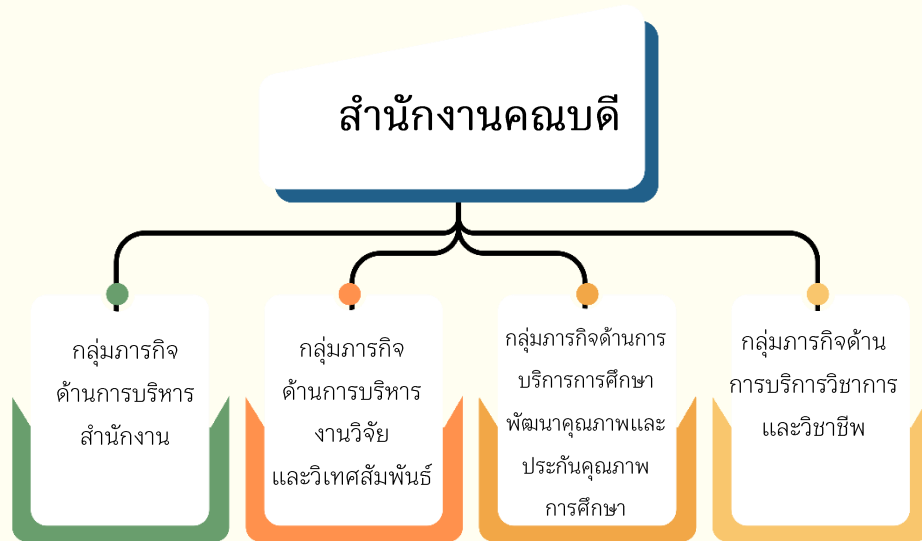 สำนักงานคณบดี
กลุ่มภารกิจ
ด้านการบริหาร
สำนักงาน
กลุ่มภารกิจ
ด้านการบริหาร
งานวิจัย
และวิเทศสัมพันธ์
กลุ่มภารกิจด้านการ
บริการการศึกษา
พัฒนาคุณภาพและ
ประกันคุณภาพ
การศึกษา
กลุ่มภารกิจด้าน
การบริการวิชาการ
และวิชาชีพ